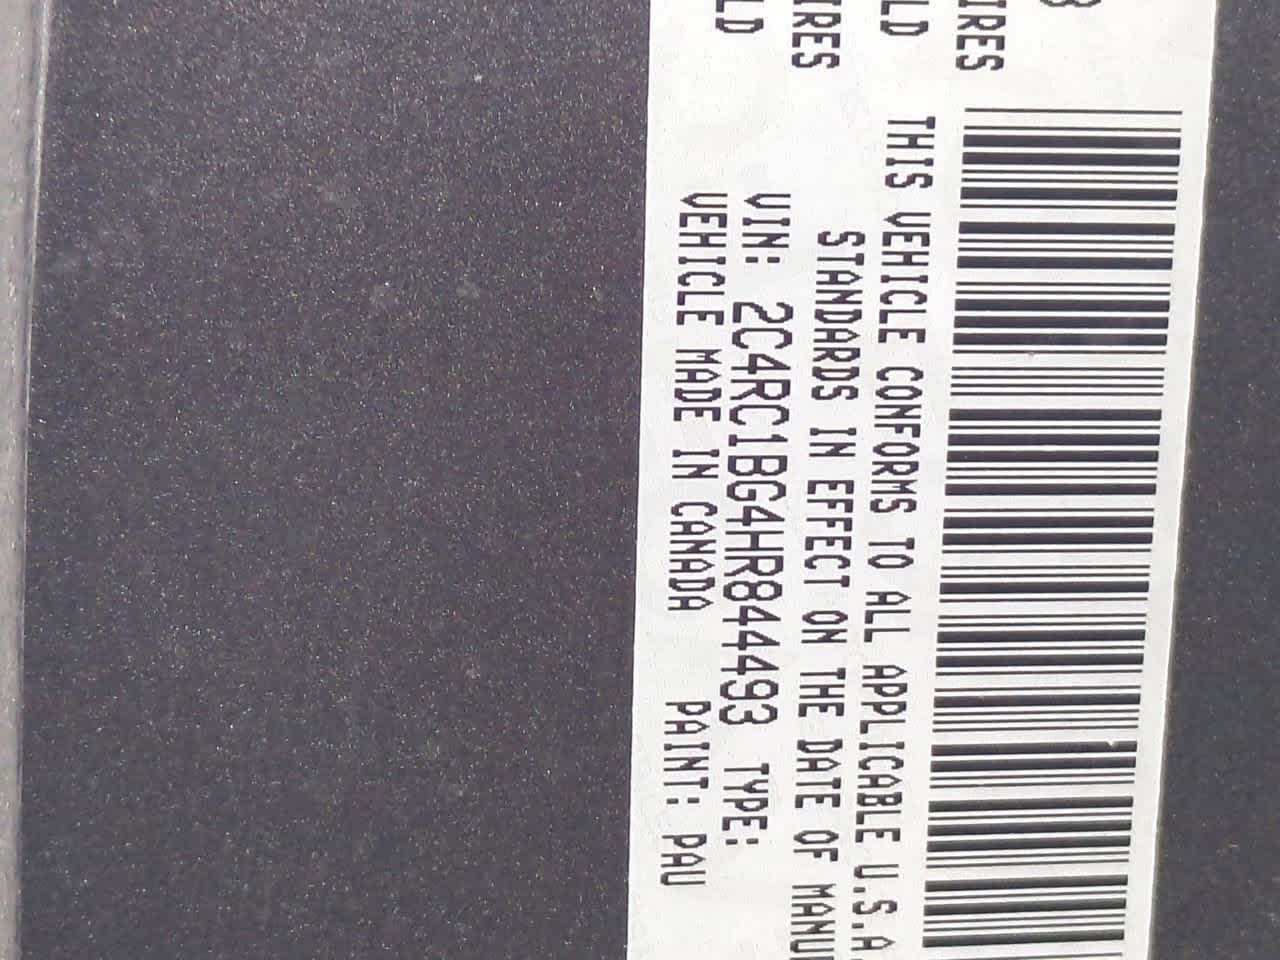 IRES
LD
IRES
LD
THIS VEHICLE CONFORMS TO ALL APPLICABLE U.S.A.
STANDARDS IN EFFECT ON THE DATE OF MANU
VIN: 2C4RC1BG4HR844493 TYPE:
VEHICLE MADE IN CANADA PAINT: PAU